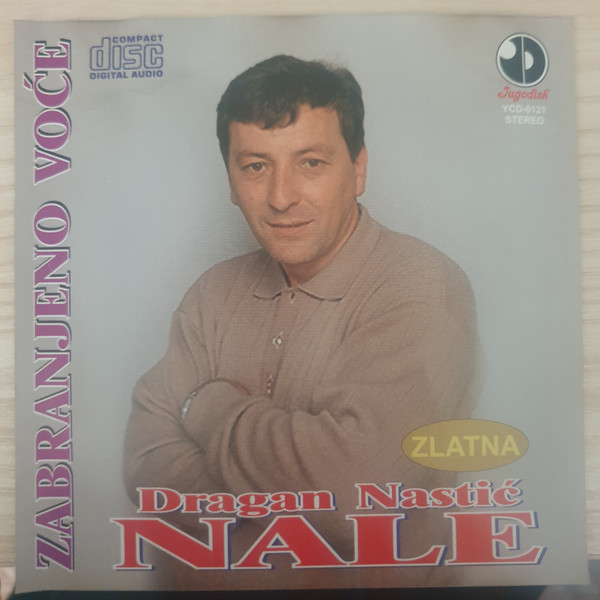 COMPACT
disc
DIGITAL AUDIO
Jugodisk
YCD-0121
STEREO
ZABRANJENO VOĆE
ZLATNA
Dragan Nastić
NALE